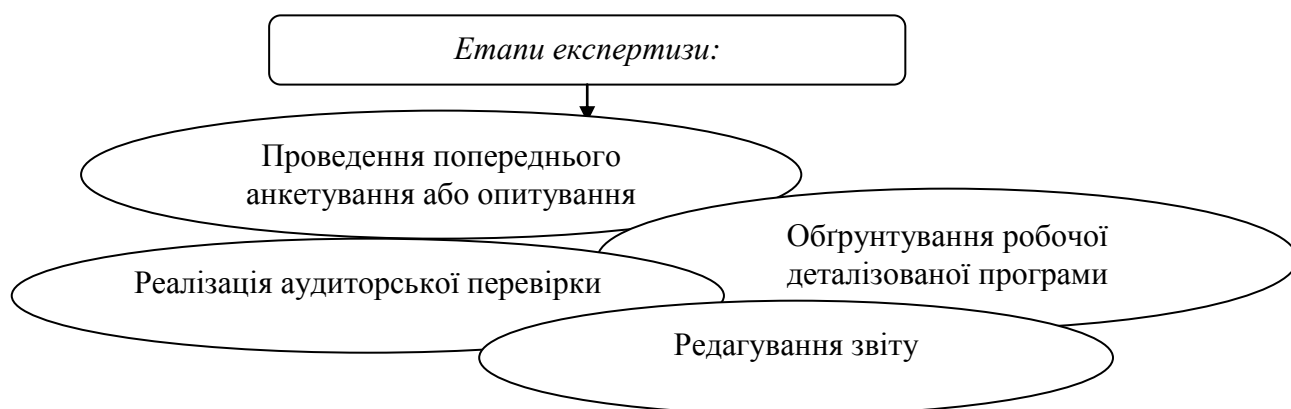 Етапи експертизи:
Проведення попереднього
анкетування або опитування
Обґрунтування робочої
деталізованої програми
Реалізація аудиторської перевірки
Редагування звіту